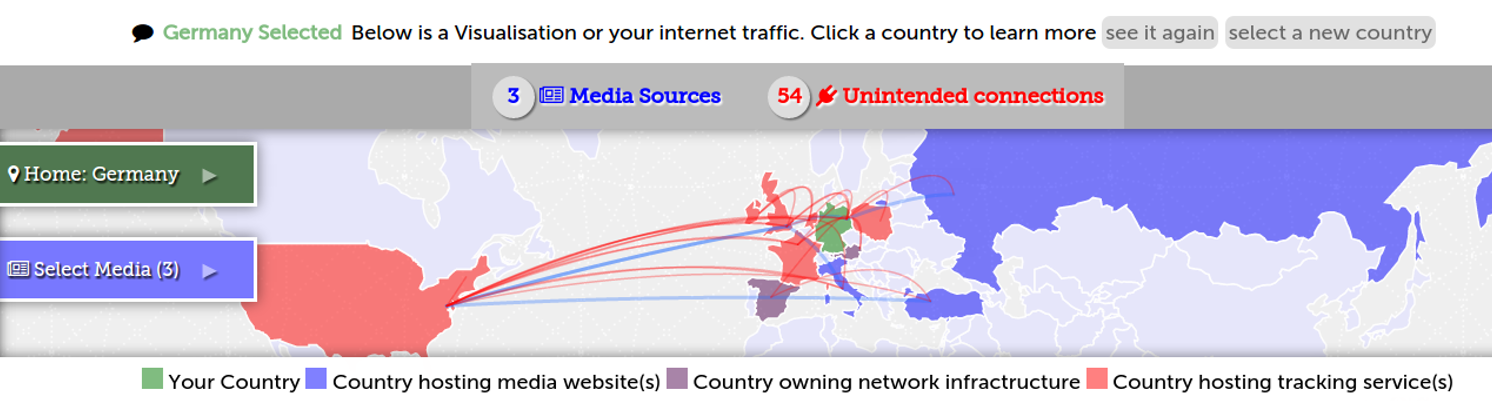 Germany Selected Below is a Visualisation or your internet traffic. Click a country to learn more see it again select a new country
3 Media Sources 54 Unintended connections
Home: Germany
Select Media (3)
Your Country Country hosting media website(s) Country owning network infractructure Country hosting tracking service(s)